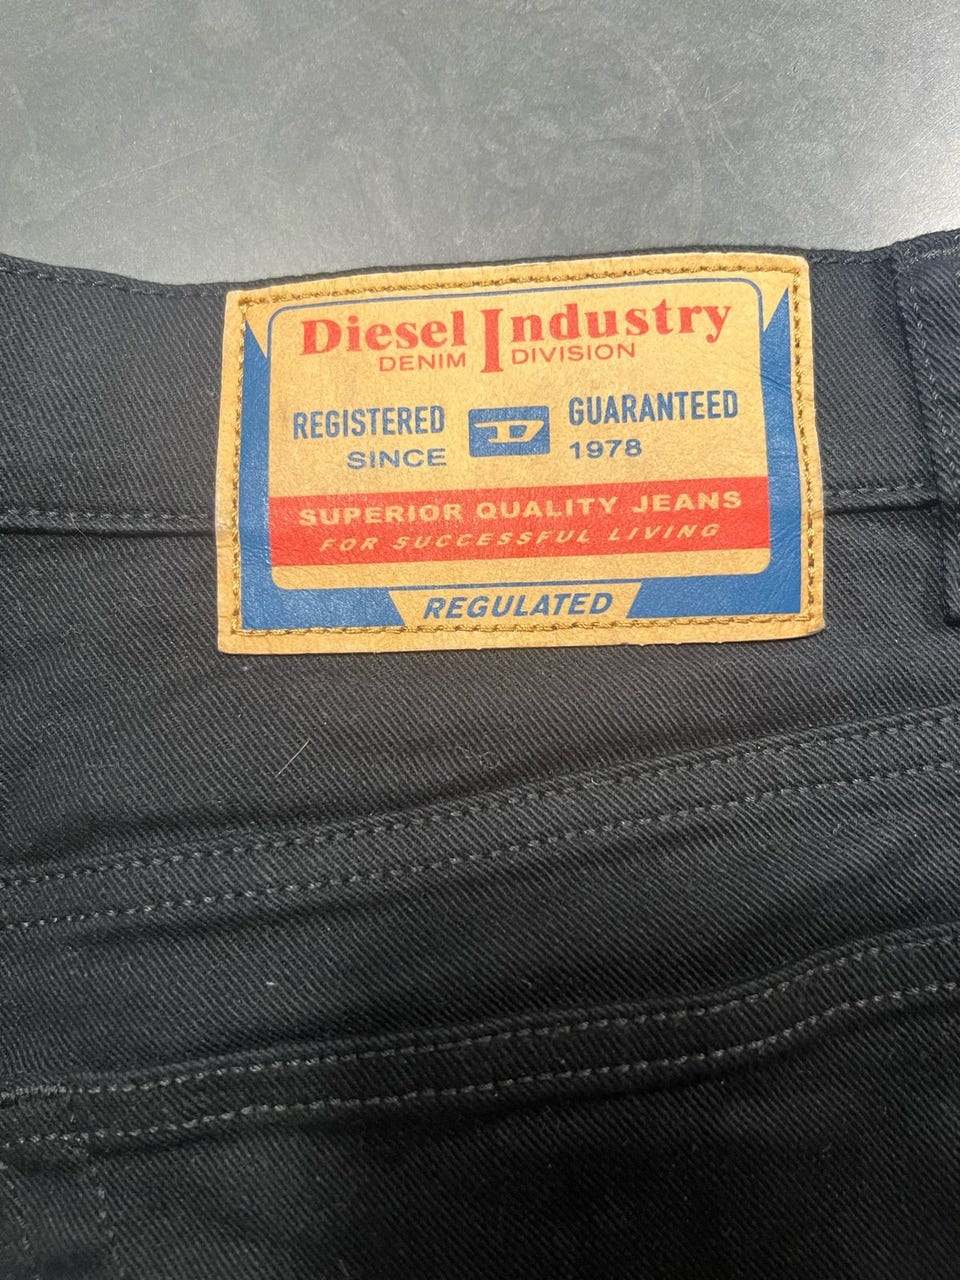 Diesel Industry
DENIM DIVISION
REGISTERED D GUARANTEED
SINCE 1978
SUPERIOR QUALITY JEANS
FOR SUCCESSFUL LIVING
REGULATED